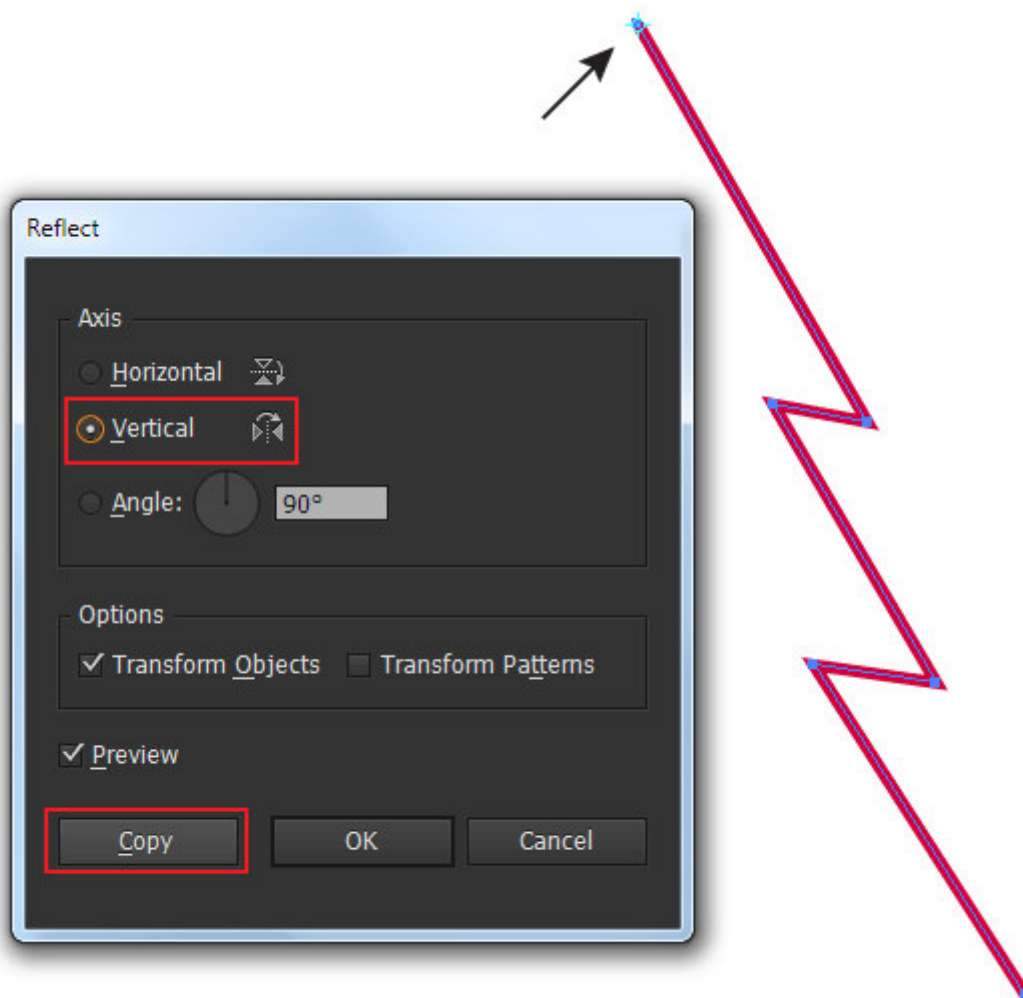 Reflect
Axis
Horizontal
Vertical
Angle: 90°
Options
Transform Objects Transform Patterns
Preview
Copy OK Cancel